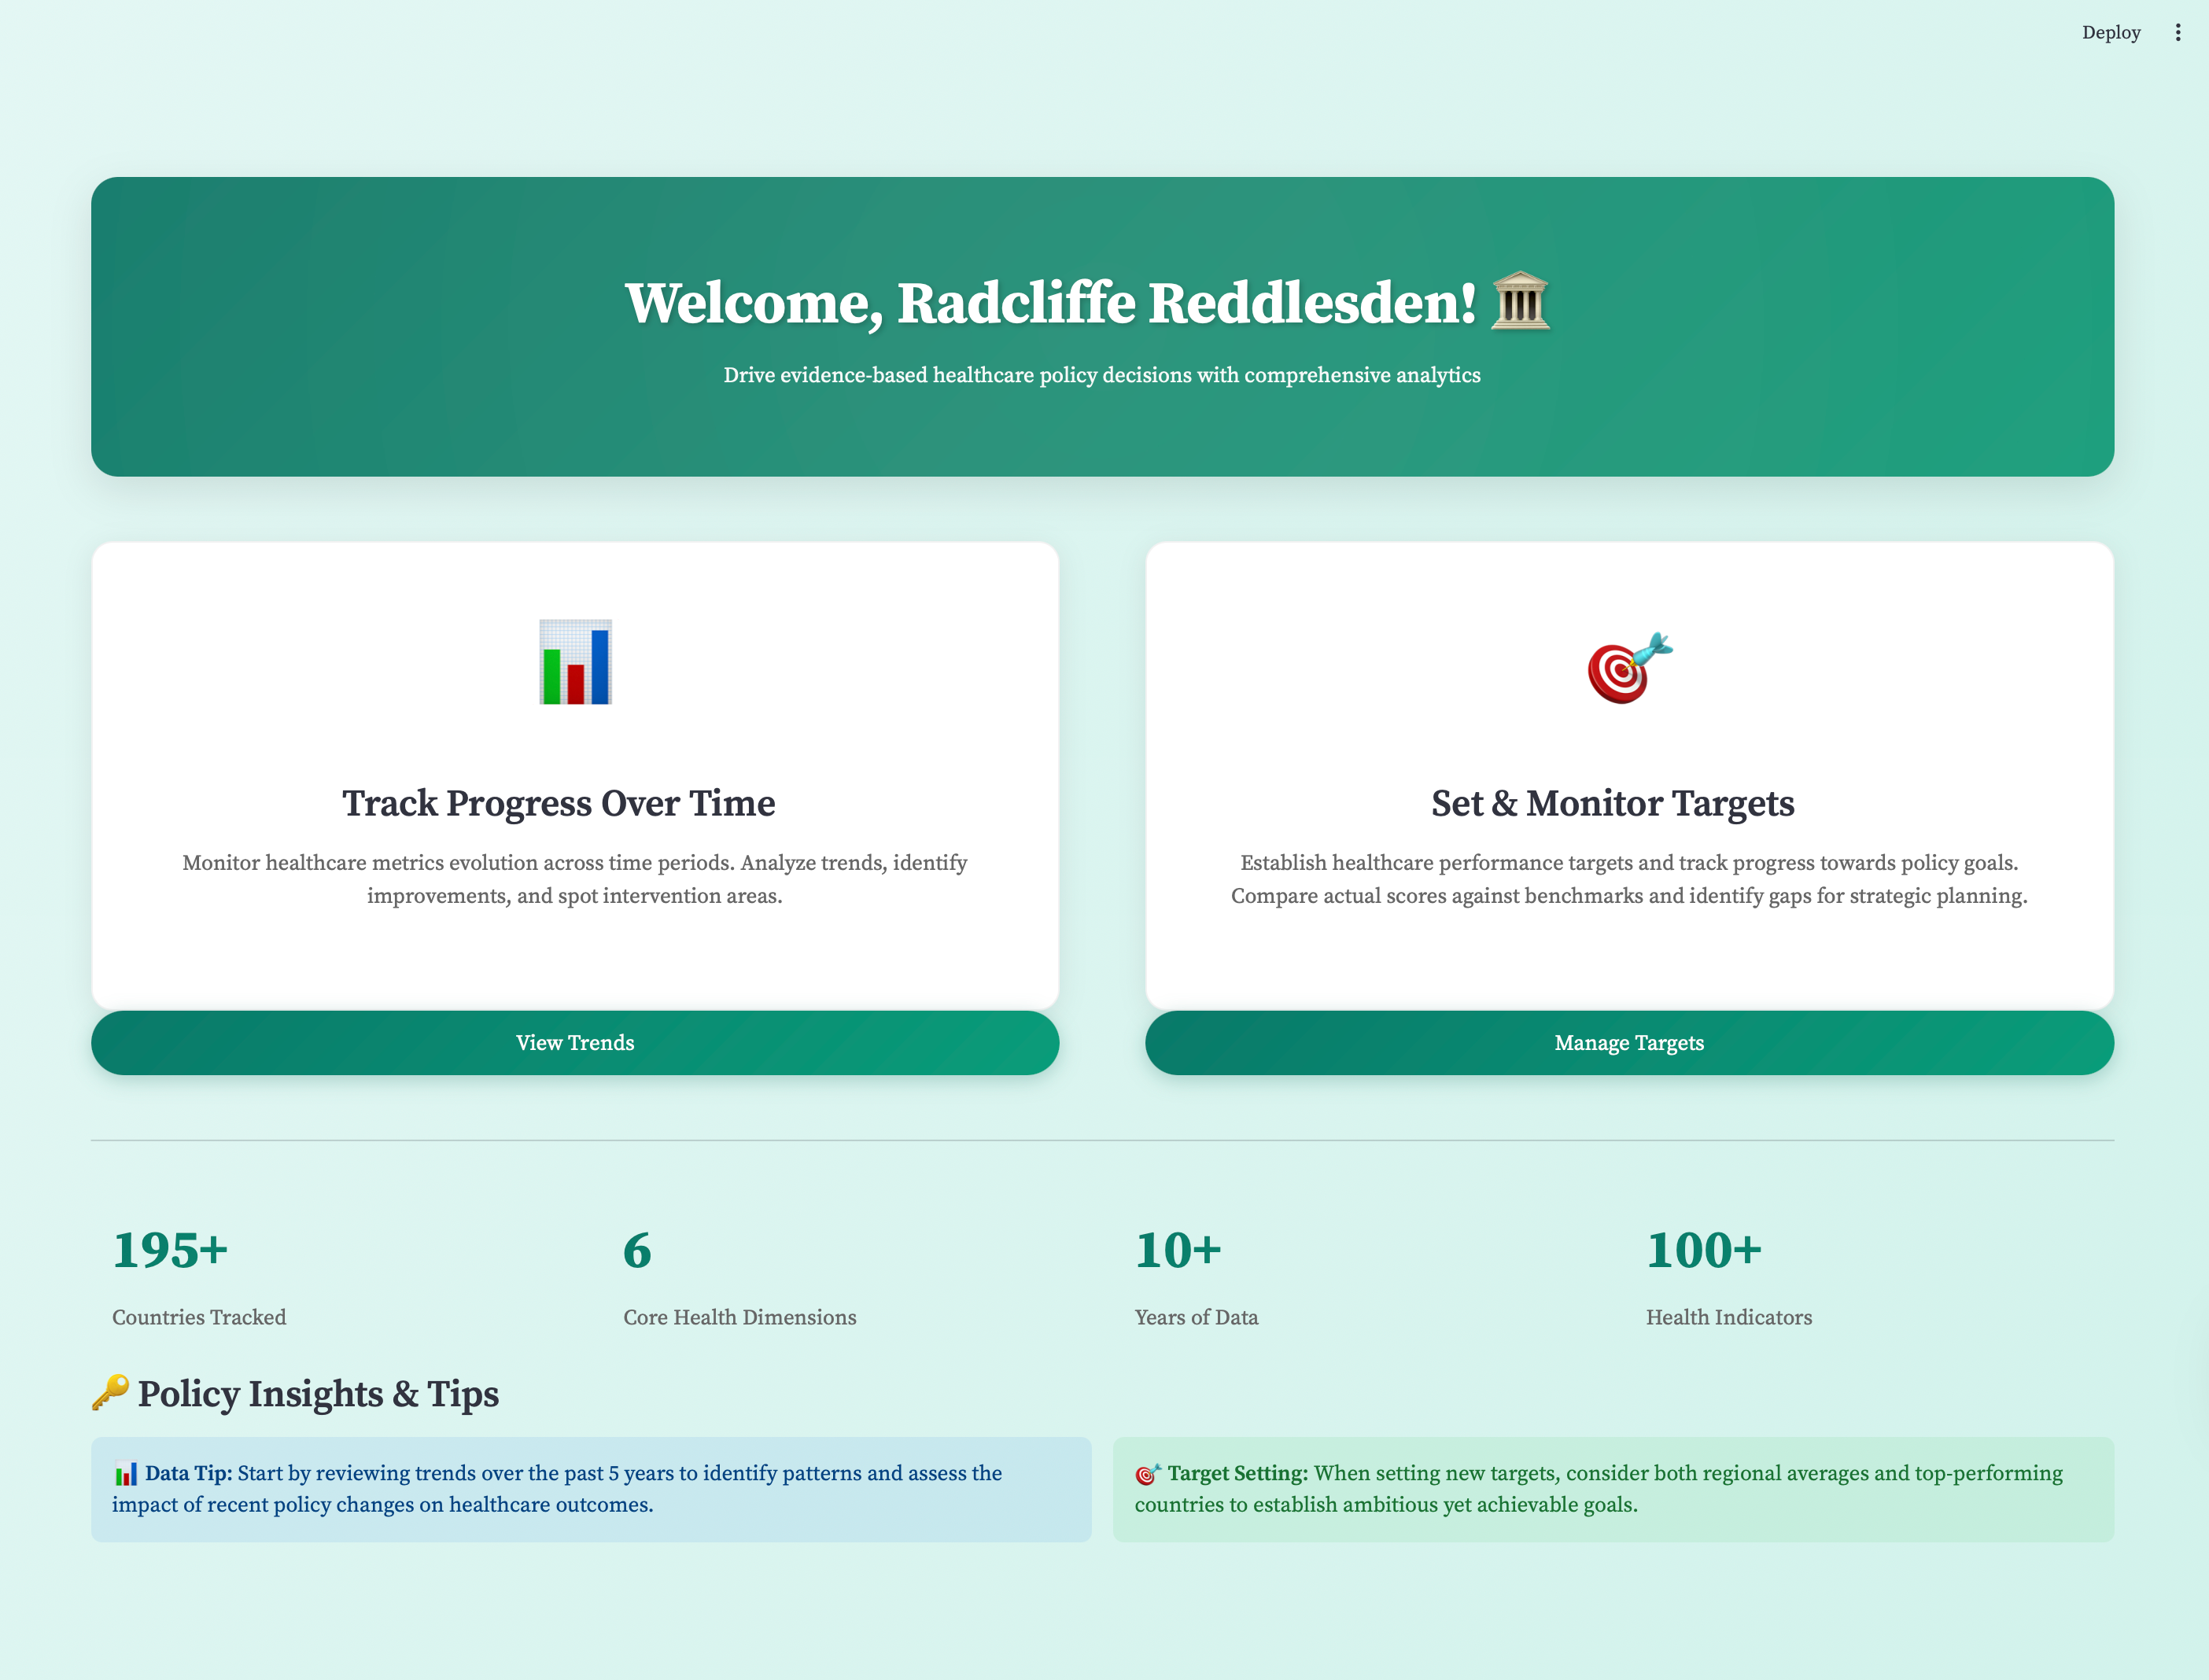 Deploy
Welcome, Radcliffe Reddlesden! 🏛️
Drive evidence-based healthcare policy decisions with comprehensive analytics
Track Progress Over Time
Monitor healthcare metrics evolution across time periods. Analyze trends, identify
improvements, and spot intervention areas.
View Trends
Set & Monitor Targets
Establish healthcare performance targets and track progress towards policy goals.
Compare actual scores against benchmarks and identify gaps for strategic planning.
Manage Targets
195+
Countries Tracked
6
Core Health Dimensions
10+
Years of Data
100+
Health Indicators
🔑 Policy Insights & Tips
📊 Data Tip: Start by reviewing trends over the past 5 years to identify patterns and assess the
impact of recent policy changes on healthcare outcomes.
🎯 Target Setting: When setting new targets, consider both regional averages and top-performing
countries to establish ambitious yet achievable goals.